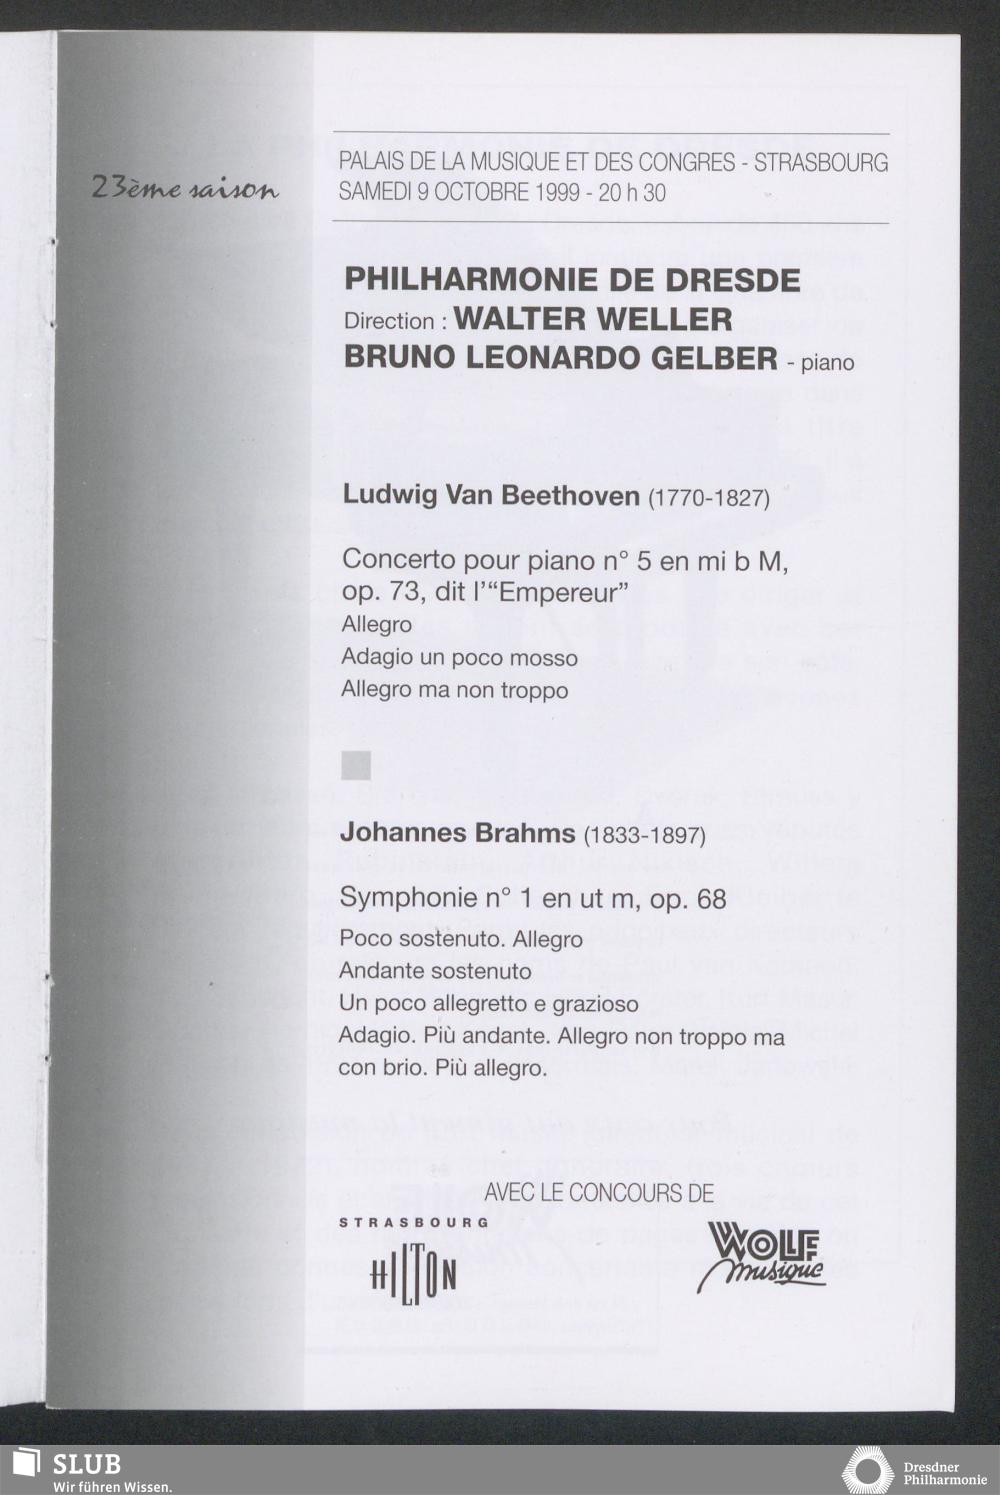 23ème saison
PALAIS DE LA MUSIQUE ET DES CONGRES - STRASBOURG
SAMEDI 9 OCTOBRE 1999 - 20 h 30
PHILHARMONIE DE DRESDE
Direction : WALTER WELLER
BRUNO LEONARDO GELBER - piano
Ludwig Van Beethoven (1770-1827)
Concerto pour piano n° 5 en mi b M,
op. 73, dit l'“Empereur”
Allegro
Adagio un poco mosso
Allegro ma non troppo
Johannes Brahms (1833-1897)
Symphonie n° 1 en ut m, op. 68
Poco sostenuto. Allegro
Andante sostenuto
Un poco allegretto e grazioso
Adagio. Più andante. Allegro non troppo ma
con brio. Più allegro.
AVEC LE CONCOURS DE
STRASBOURG
HILTON
WOLF
musique
SLUB
Wir führen Wissen.
Dresdner
Philharmonie